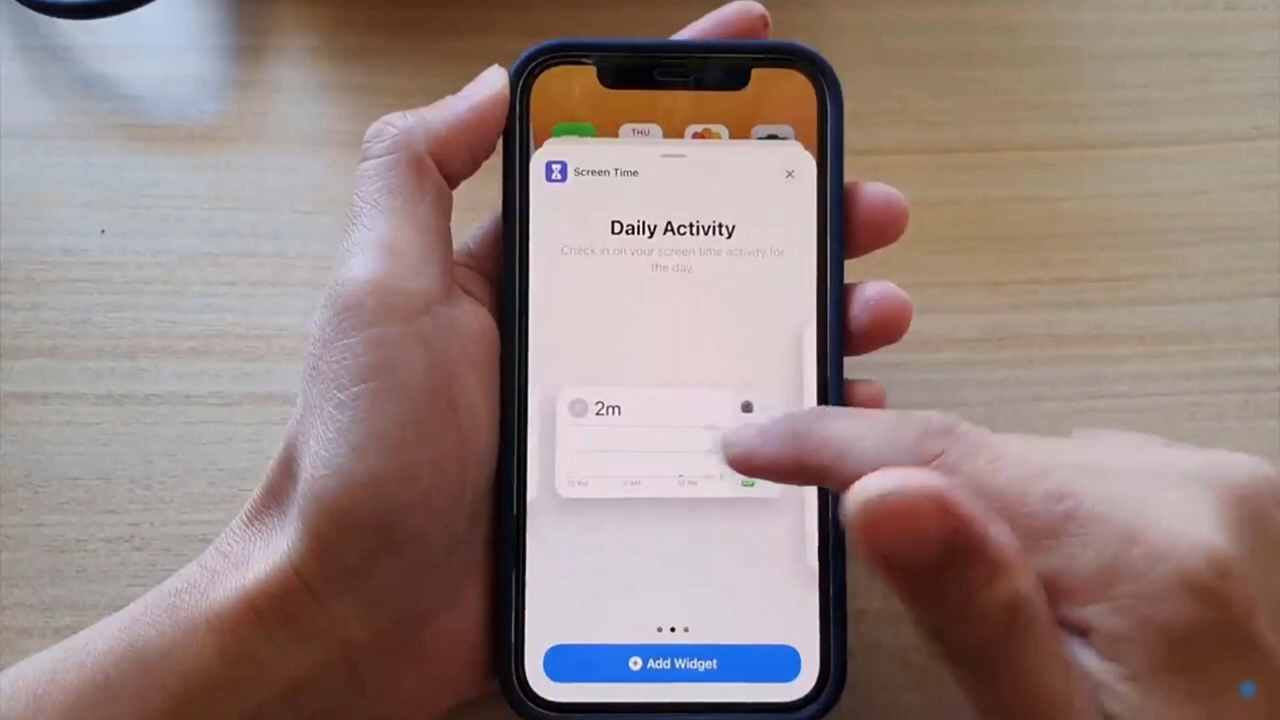 THU
Screen Time
Daily Activity
Check in on your screen time activity for
the day.
2m
Add Widget